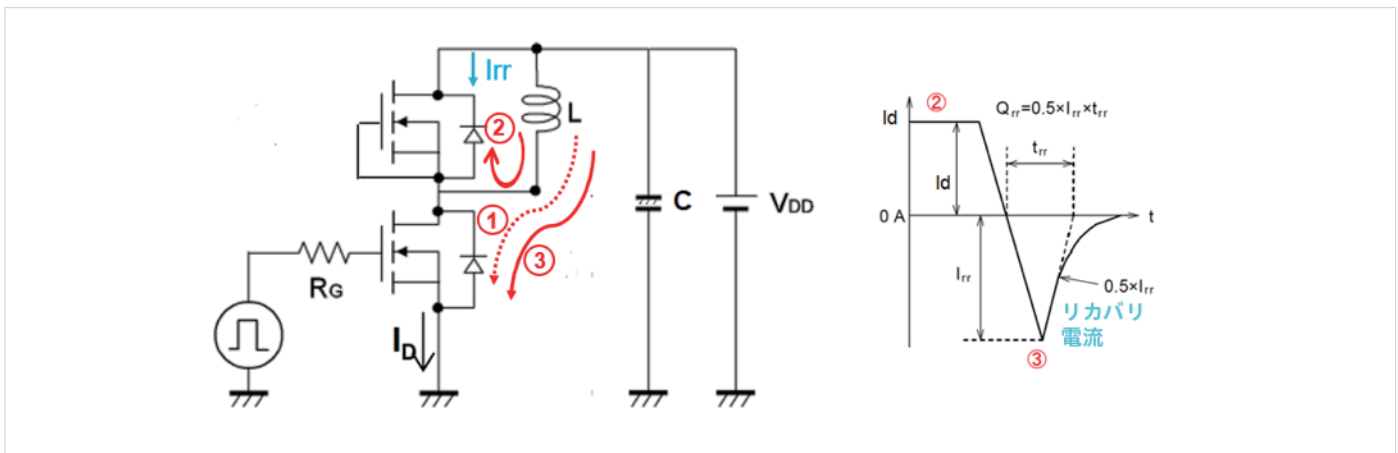 Irr
②
L
①
③
C
VDD
RG
ID
②
Id
Qrr=0.5×Irr×trr
trr
Id
0 A
t
Irr
0.5×Irr
リカバリ
電流
③